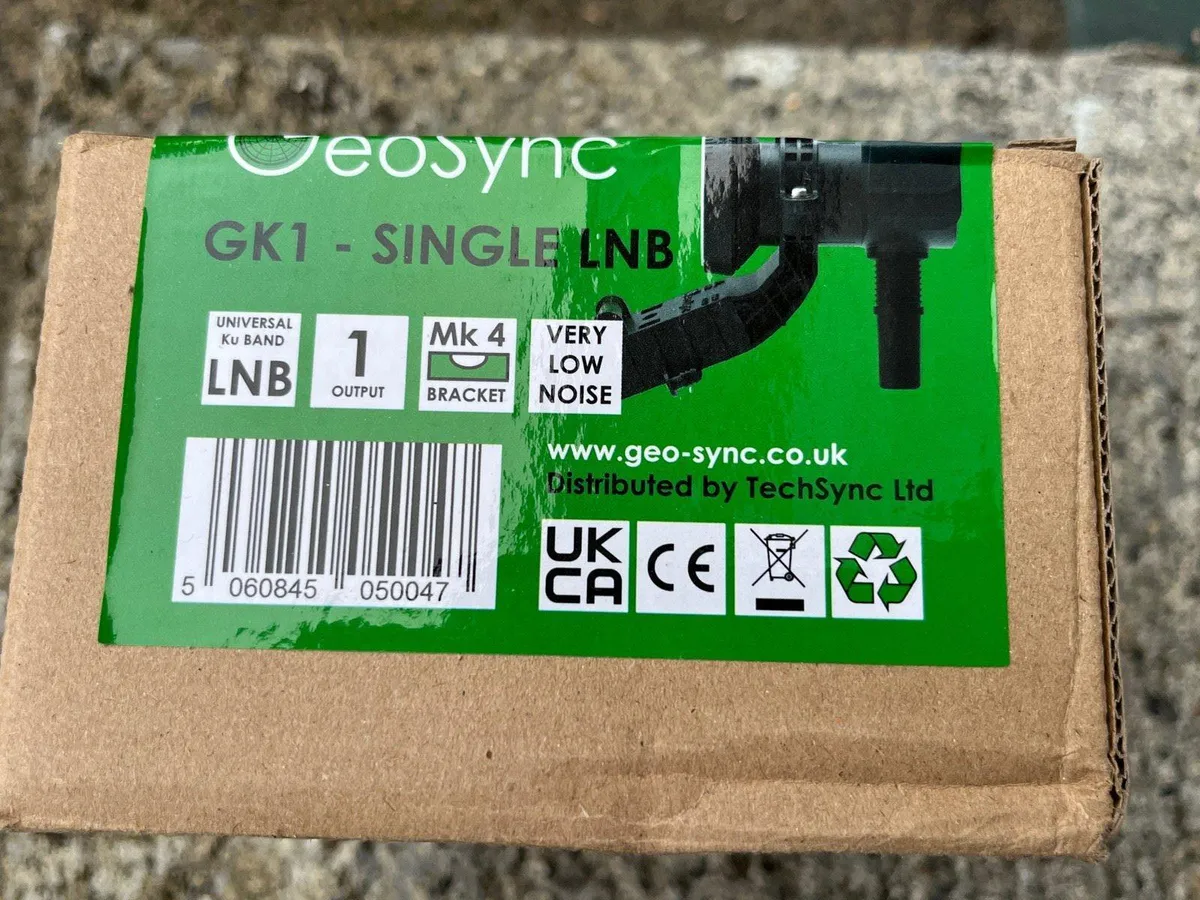 GeoSync
GK1 - SINGLE LNB
UNIVERSAL
Ku BAND
LNB
1
OUTPUT
Mk 4
BRACKET
VERY
LOW
NOISE
5 060845 050047
www.geo-sync.co.uk
Distributed by TechSync Ltd
UK
CA
CE